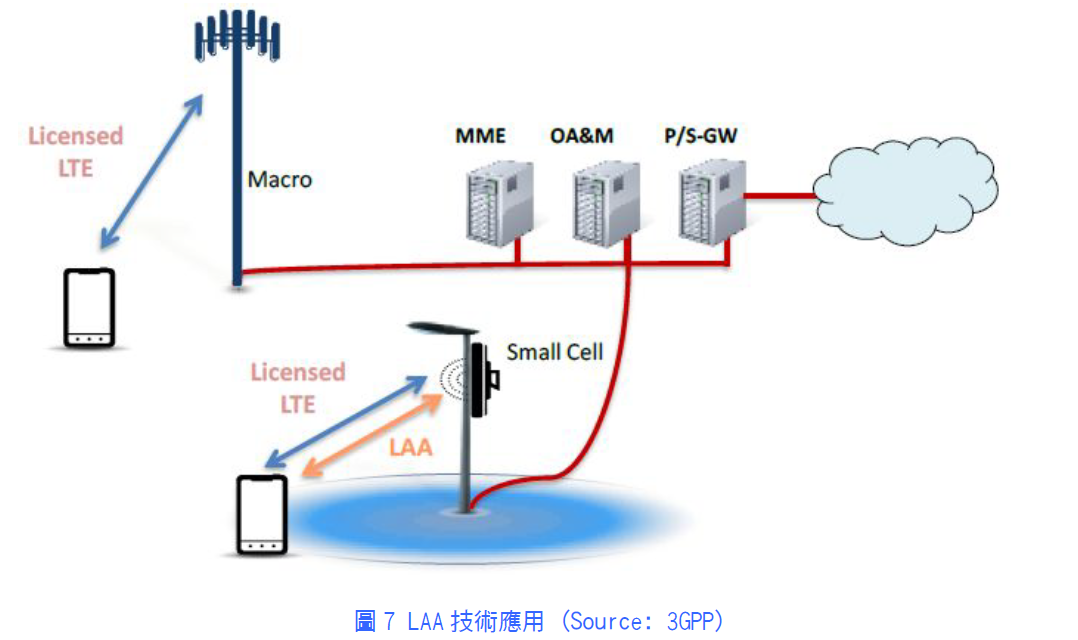 MME OA&M P/S-GW
Licensed
LTE
Macro
Small Cell
Licensed
LTE
LAA
圖 7 LAA 技術應用 (Source: 3GPP)